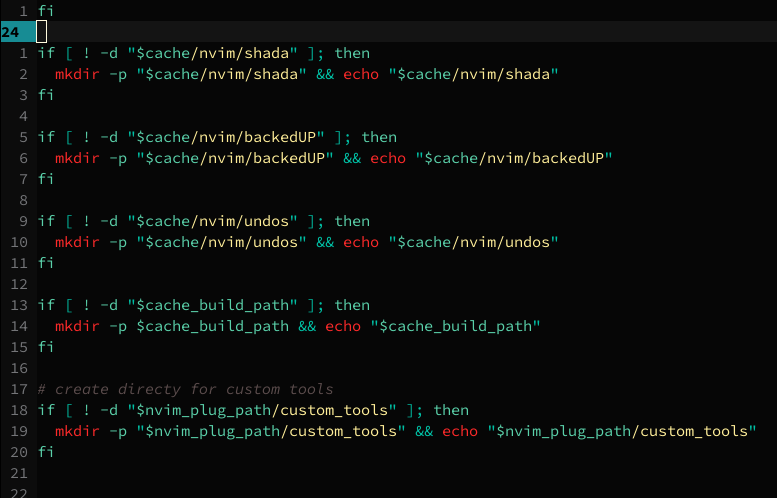 1 fi
24
1 if [ ! -d "$cache/nvim/shada" ]; then
2   mkdir -p "$cache/nvim/shada" && echo "$cache/nvim/shada"
3 fi
4
5 if [ ! -d "$cache/nvim/backedUP" ]; then
6   mkdir -p "$cache/nvim/backedUP" && echo "$cache/nvim/backedUP"
7 fi
8
9 if [ ! -d "$cache/nvim/undos" ]; then
10   mkdir -p "$cache/nvim/undos" && echo "$cache/nvim/undos"
11 fi
12
13 if [ ! -d "$cache_build_path" ]; then
14   mkdir -p $cache_build_path && echo "$cache_build_path"
15 fi
16
17 # create directy for custom tools
18 if [ ! -d "$nvim_plug_path/custom_tools" ]; then
19   mkdir -p "$nvim_plug_path/custom_tools" && echo "$nvim_plug_path/custom_tools"
20 fi
21
22